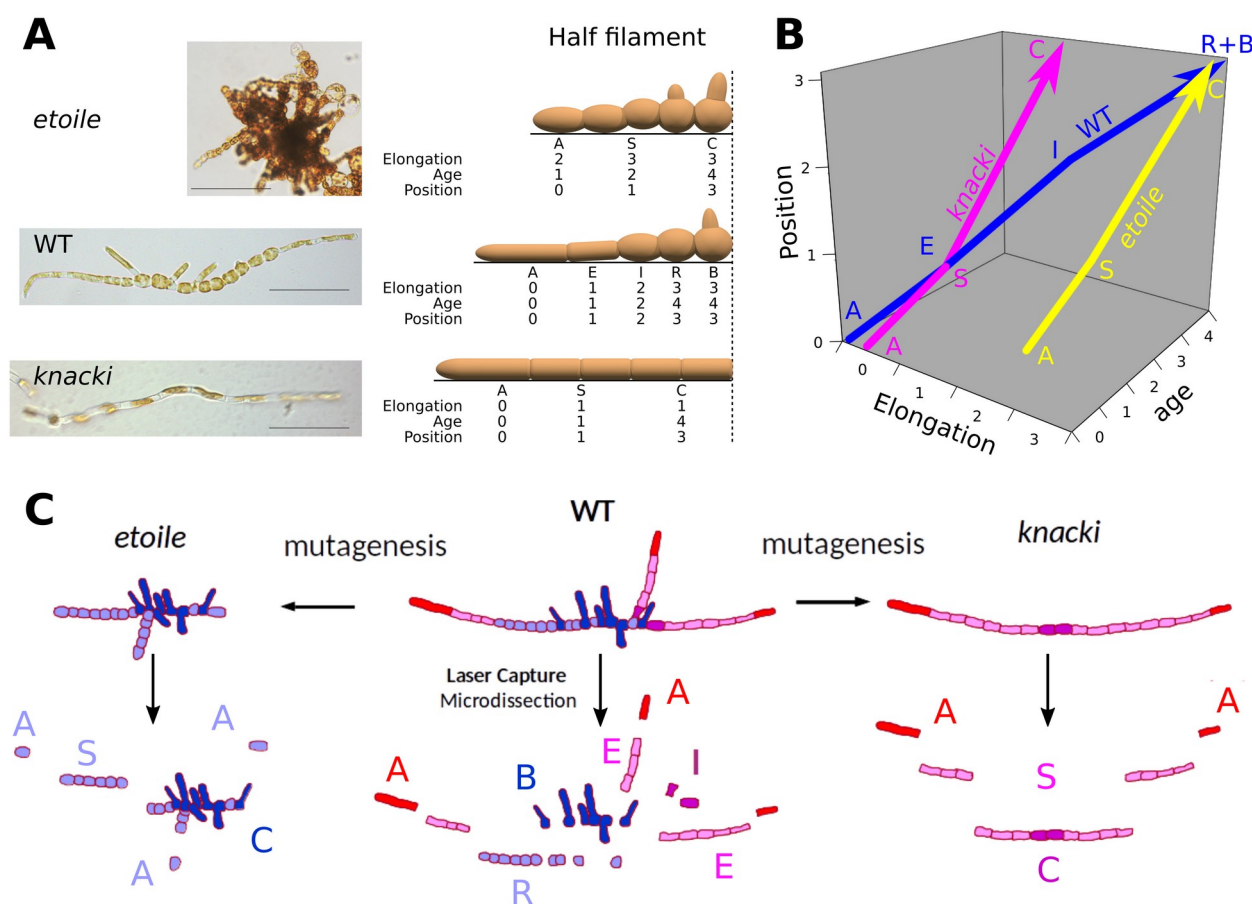 A
Half filament
etoile
A S C
Elongation 2 3 3
Age 1 2 4
Position 0 1 3
WT
A E I R B
Elongation 0 1 2 3 3
Age 0 1 2 4 4
Position 0 1 2 3 3
knacki
A S C
Elongation 0 1 1
Age 0 1 4
Position 0 1 3
B
C
R+B
C
WT
I
knacki
etoile
E
S
S
A
A
A
Position
3
2
1
0
Elongation
0
1
2
3
age
0
1
2
3
4
C
etoile
mutagenesis
WT
mutagenesis
knacki
Laser Capture
Microdissection
A
S
A
A
C
A
B
E
A
I
R
E
A
S
A
C